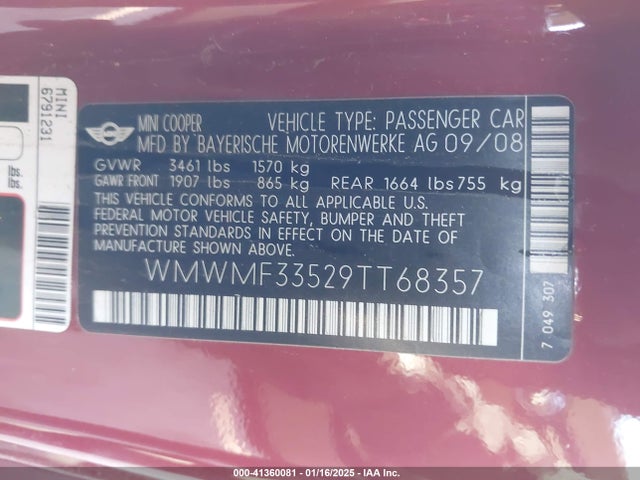 MINI
6791231
lbs.
lbs.
MINI COOPER VEHICLE TYPE: PASSENGER CAR
MFD BY BAYERISCHE MOTORENWERKE AG 09/08
GVWR 3461 lbs 1570 kg
GAWR FRONT 1907 lbs 865 kg REAR 1664 lbs 755 kg
THIS VEHICLE CONFORMS TO ALL APPLICABLE U.S.
FEDERAL MOTOR VEHICLE SAFETY, BUMPER AND THEFT
PREVENTION STANDARDS IN EFFECT ON THE DATE OF
MANUFACTURE SHOWN ABOVE.
WMWMF33529TT68357
7 049 307
000-41360081 - 01/16/2025 - IAA Inc.